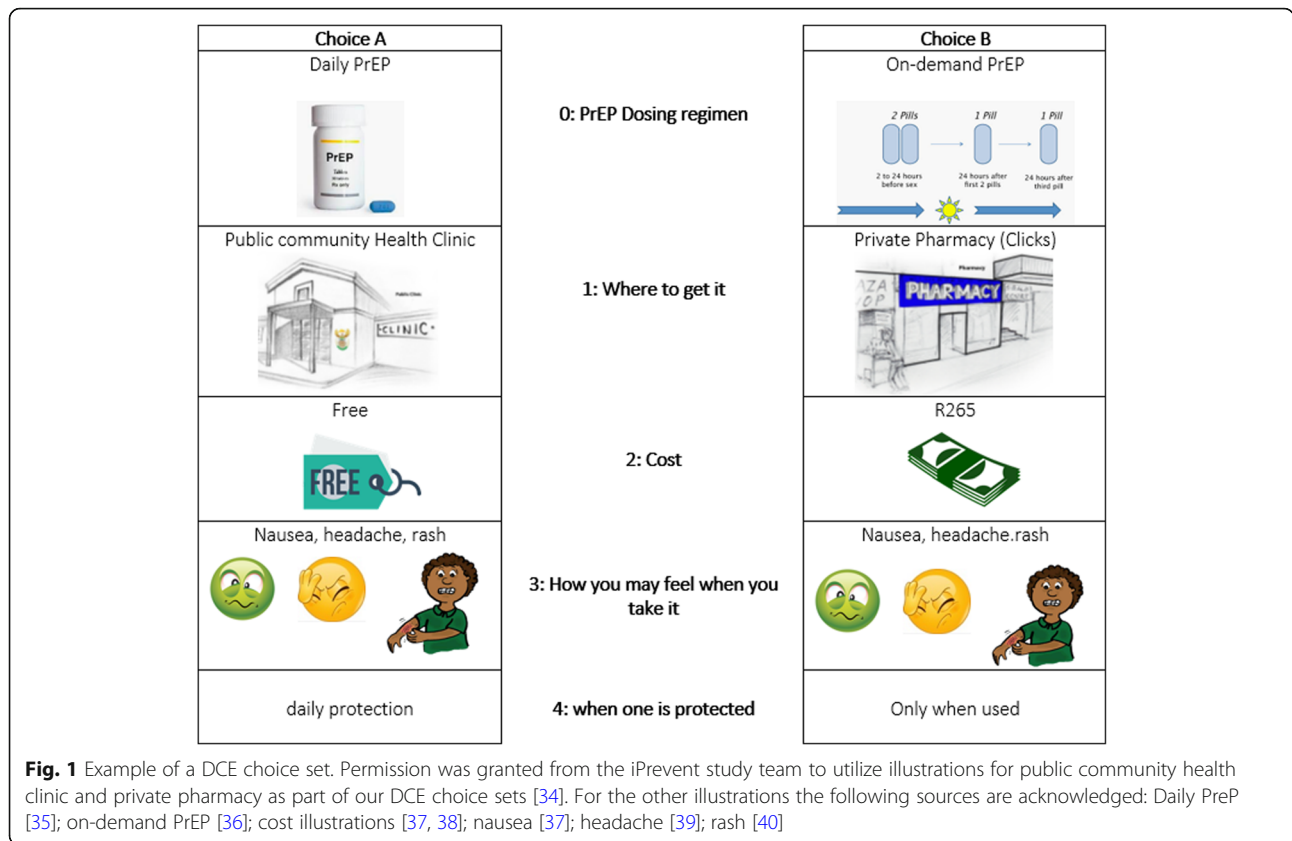 Choice A
Choice B
Daily PrEP
On-demand PrEP
0: PrEP Dosing regimen
PrEP
2 Pills
1 Pill
1 Pill
2 to 24 hours
before sex
24 hours after
first 2 pills
24 hours after
third pill
Public community Health Clinic
Private Pharmacy (Clicks)
1: Where to get it
Public Clinic
CLINIC
Pharmacy
PHARMACY
Free
R265
2: Cost
FREE
Nausea, headache, rash
Nausea, headache.rash
3: How you may feel when you
take it
daily protection
4: when one is protected
Only when used
Fig. 1 Example of a DCE choice set. Permission was granted from the iPrevent study team to utilize illustrations for public community health
clinic and private pharmacy as part of our DCE choice sets [34]. For the other illustrations the following sources are acknowledged: Daily PreP
[35]; on-demand PrEP [36]; cost illustrations [37, 38]; nausea [37]; headache [39]; rash [40]